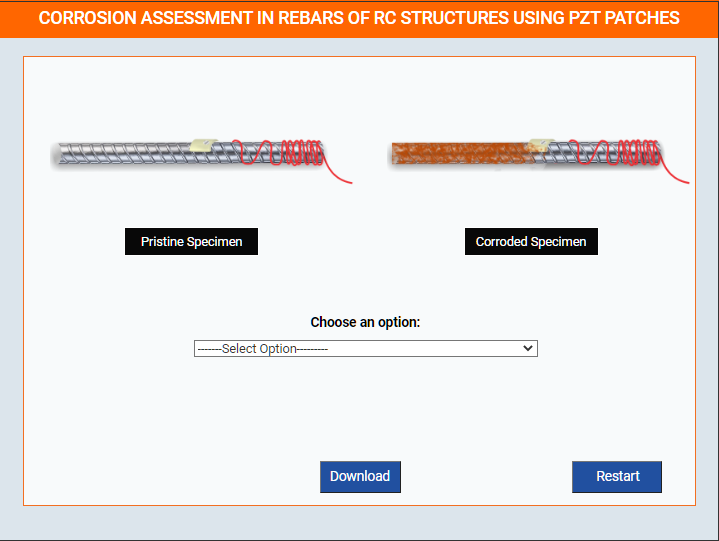 CORROSION ASSESSMENT IN REBARS OF RC STRUCTURES USING PZT PATCHES
Pristine Specimen
Corroded Specimen
Choose an option:
-------Select Option---------
Download
Restart